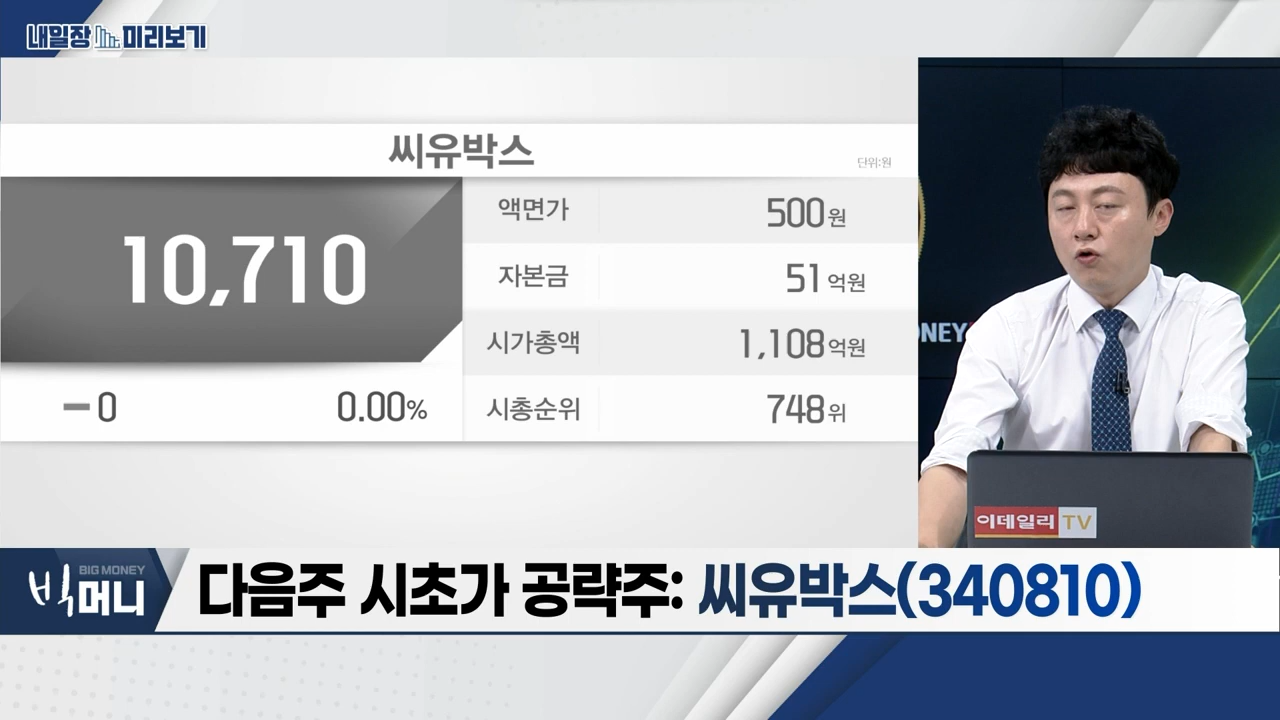 내일장 미리보기
씨유박스
단위:원
10,710
0 0.00%
액면가 500원
자본금 51억원
시가총액 1,108억원
시총순위 748위
ONEY
이데일리 TV
BIG MONEY
빅머니
다음주 시초가 공략주: 씨유박스(340810)